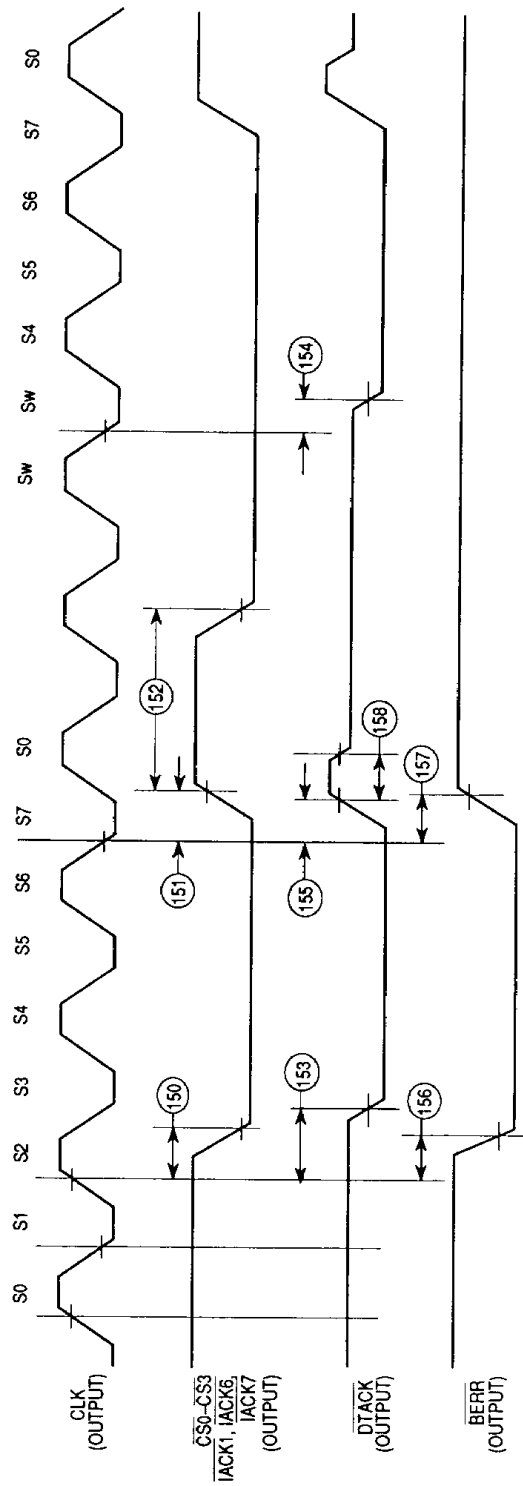 S0 S1 S2 S3 S4 S5 S6 S7 S0 Sw Sw S4 S5 S6 S7 S0
CLK
(OUTPUT)
150
151
152
CS0–CS3
IACK1, IACK6,
IACK7
(OUTPUT)
153
155
158
154
DTACK
(OUTPUT)
156
157
BERR
(OUTPUT)